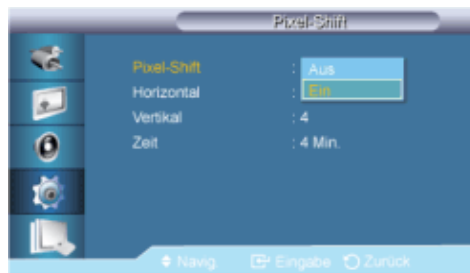 Pixel-Shift
Pixel-Shift : Aus
Horizontal : Ein
Vertikal : 4
Zeit : 4 Min.
Navig. Eingabe Zurück